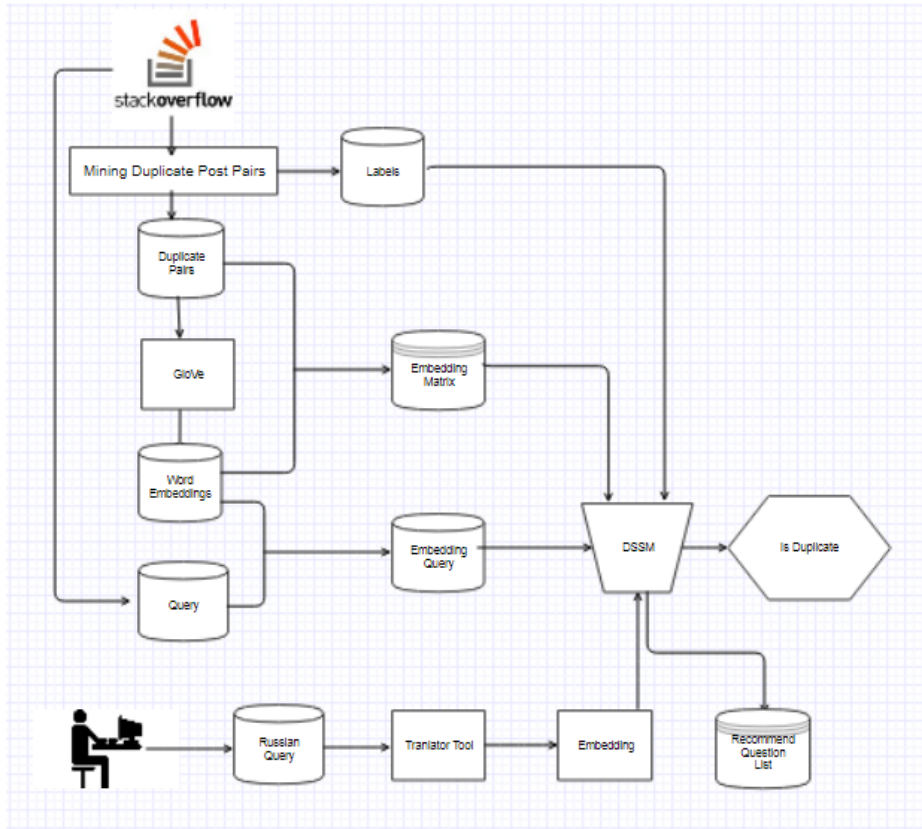 stackoverflow
Mining Duplicate Post Pairs
Labels
Duplicate
Pairs
GloVe
Embedding
Matrix
Word
Embeddings
Embedding
Query
DSSM
Is Duplicate
Query
Russian
Query
Tranlator Tool
Embedding
Recommend
Question
List